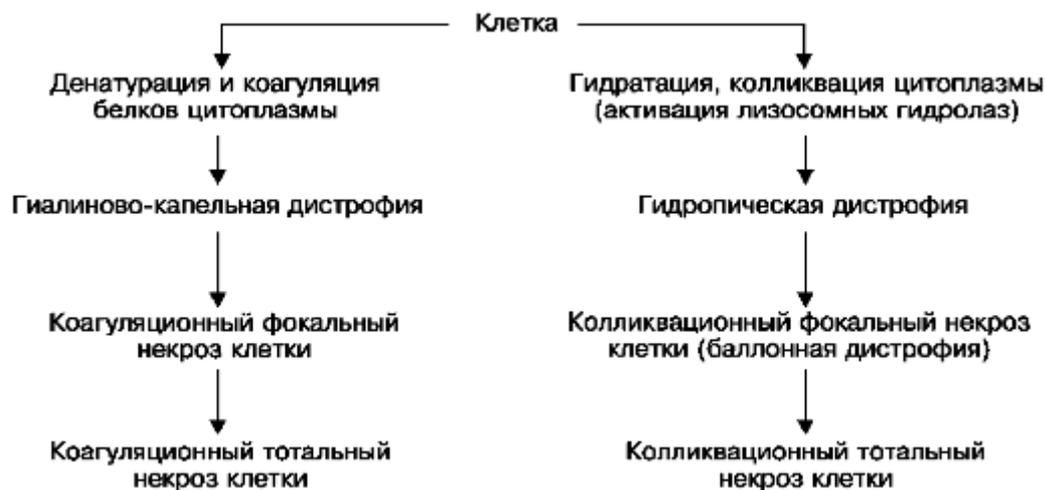 Клетка
Денатурация и коагуляция
белков цитоплазмы
Гидратация, колликвация цитоплазмы
(активация лизосомных гидролаз)
Гиалиново-капельная дистрофия
Гидропическая дистрофия
Коагуляционный фокальный
некроз клетки
Колликвационный фокальный некроз
клетки (баллонная дистрофия)
Коагуляционный тотальный
некроз клетки
Колликвационный тотальный
некроз клетки